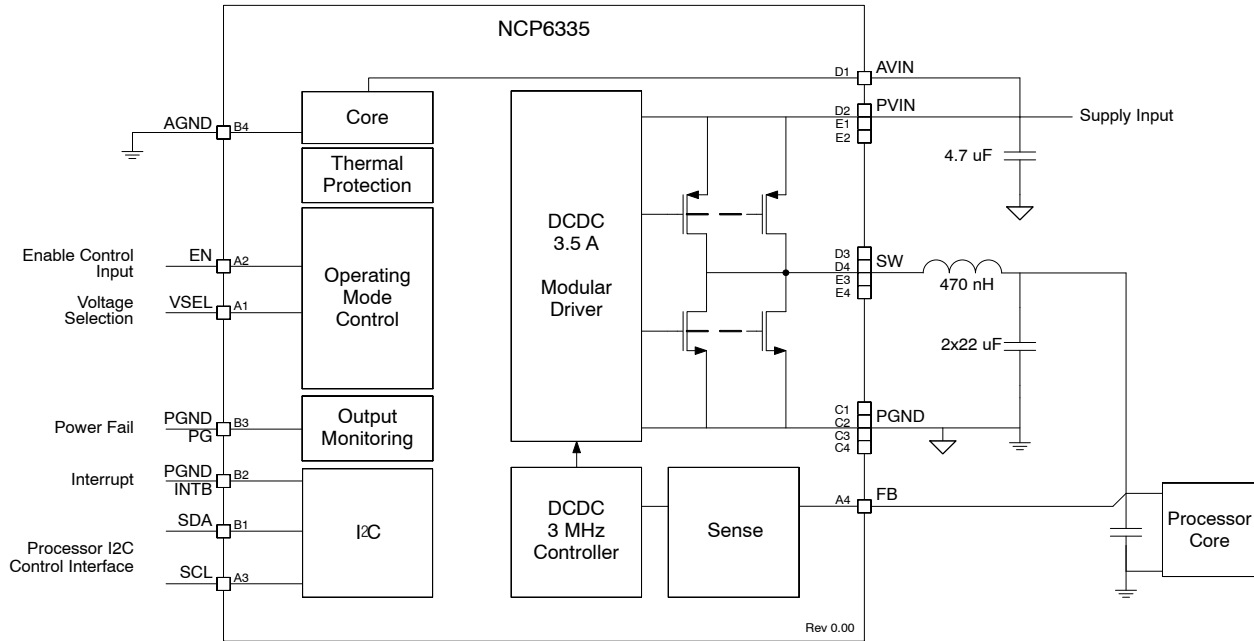 NCP6335
D1
AVIN
D2
E1
E2
PVIN
Supply Input
4.7 uF
AGND
B4
Core
Thermal
Protection
DCDC
3.5 A
Modular
Driver
Enable Control
Input
EN
A2
Voltage
Selection
VSEL
A1
Operating
Mode
Control
D3
D4
E3
E4
SW
470 nH
2x22 uF
Power Fail
PGND
PG
B3
Output
Monitoring
C1
C2
C3
C4
PGND
Interrupt
PGND
INTB
B2
SDA
B1
Processor I2C
Control Interface
SCL
A3
I2C
DCDC
3 MHz
Controller
Sense
A4
FB
Processor
Core
Rev 0.00